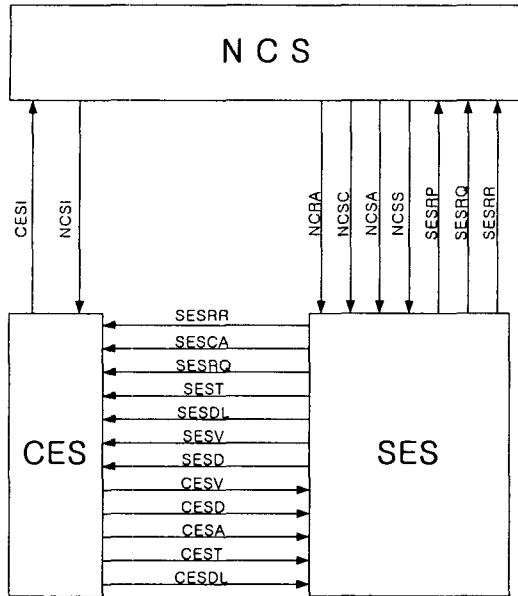 NCS
CESI
NCSI
NCRA
NCSC
NCSA
NCSS
SESRP
SESRQ
SESRR
SESRR
SESCA
SESRQ
SEST
SESDL
SESV
SESD
CESV
CESD
CESA
CEST
CESDL
CES
SES